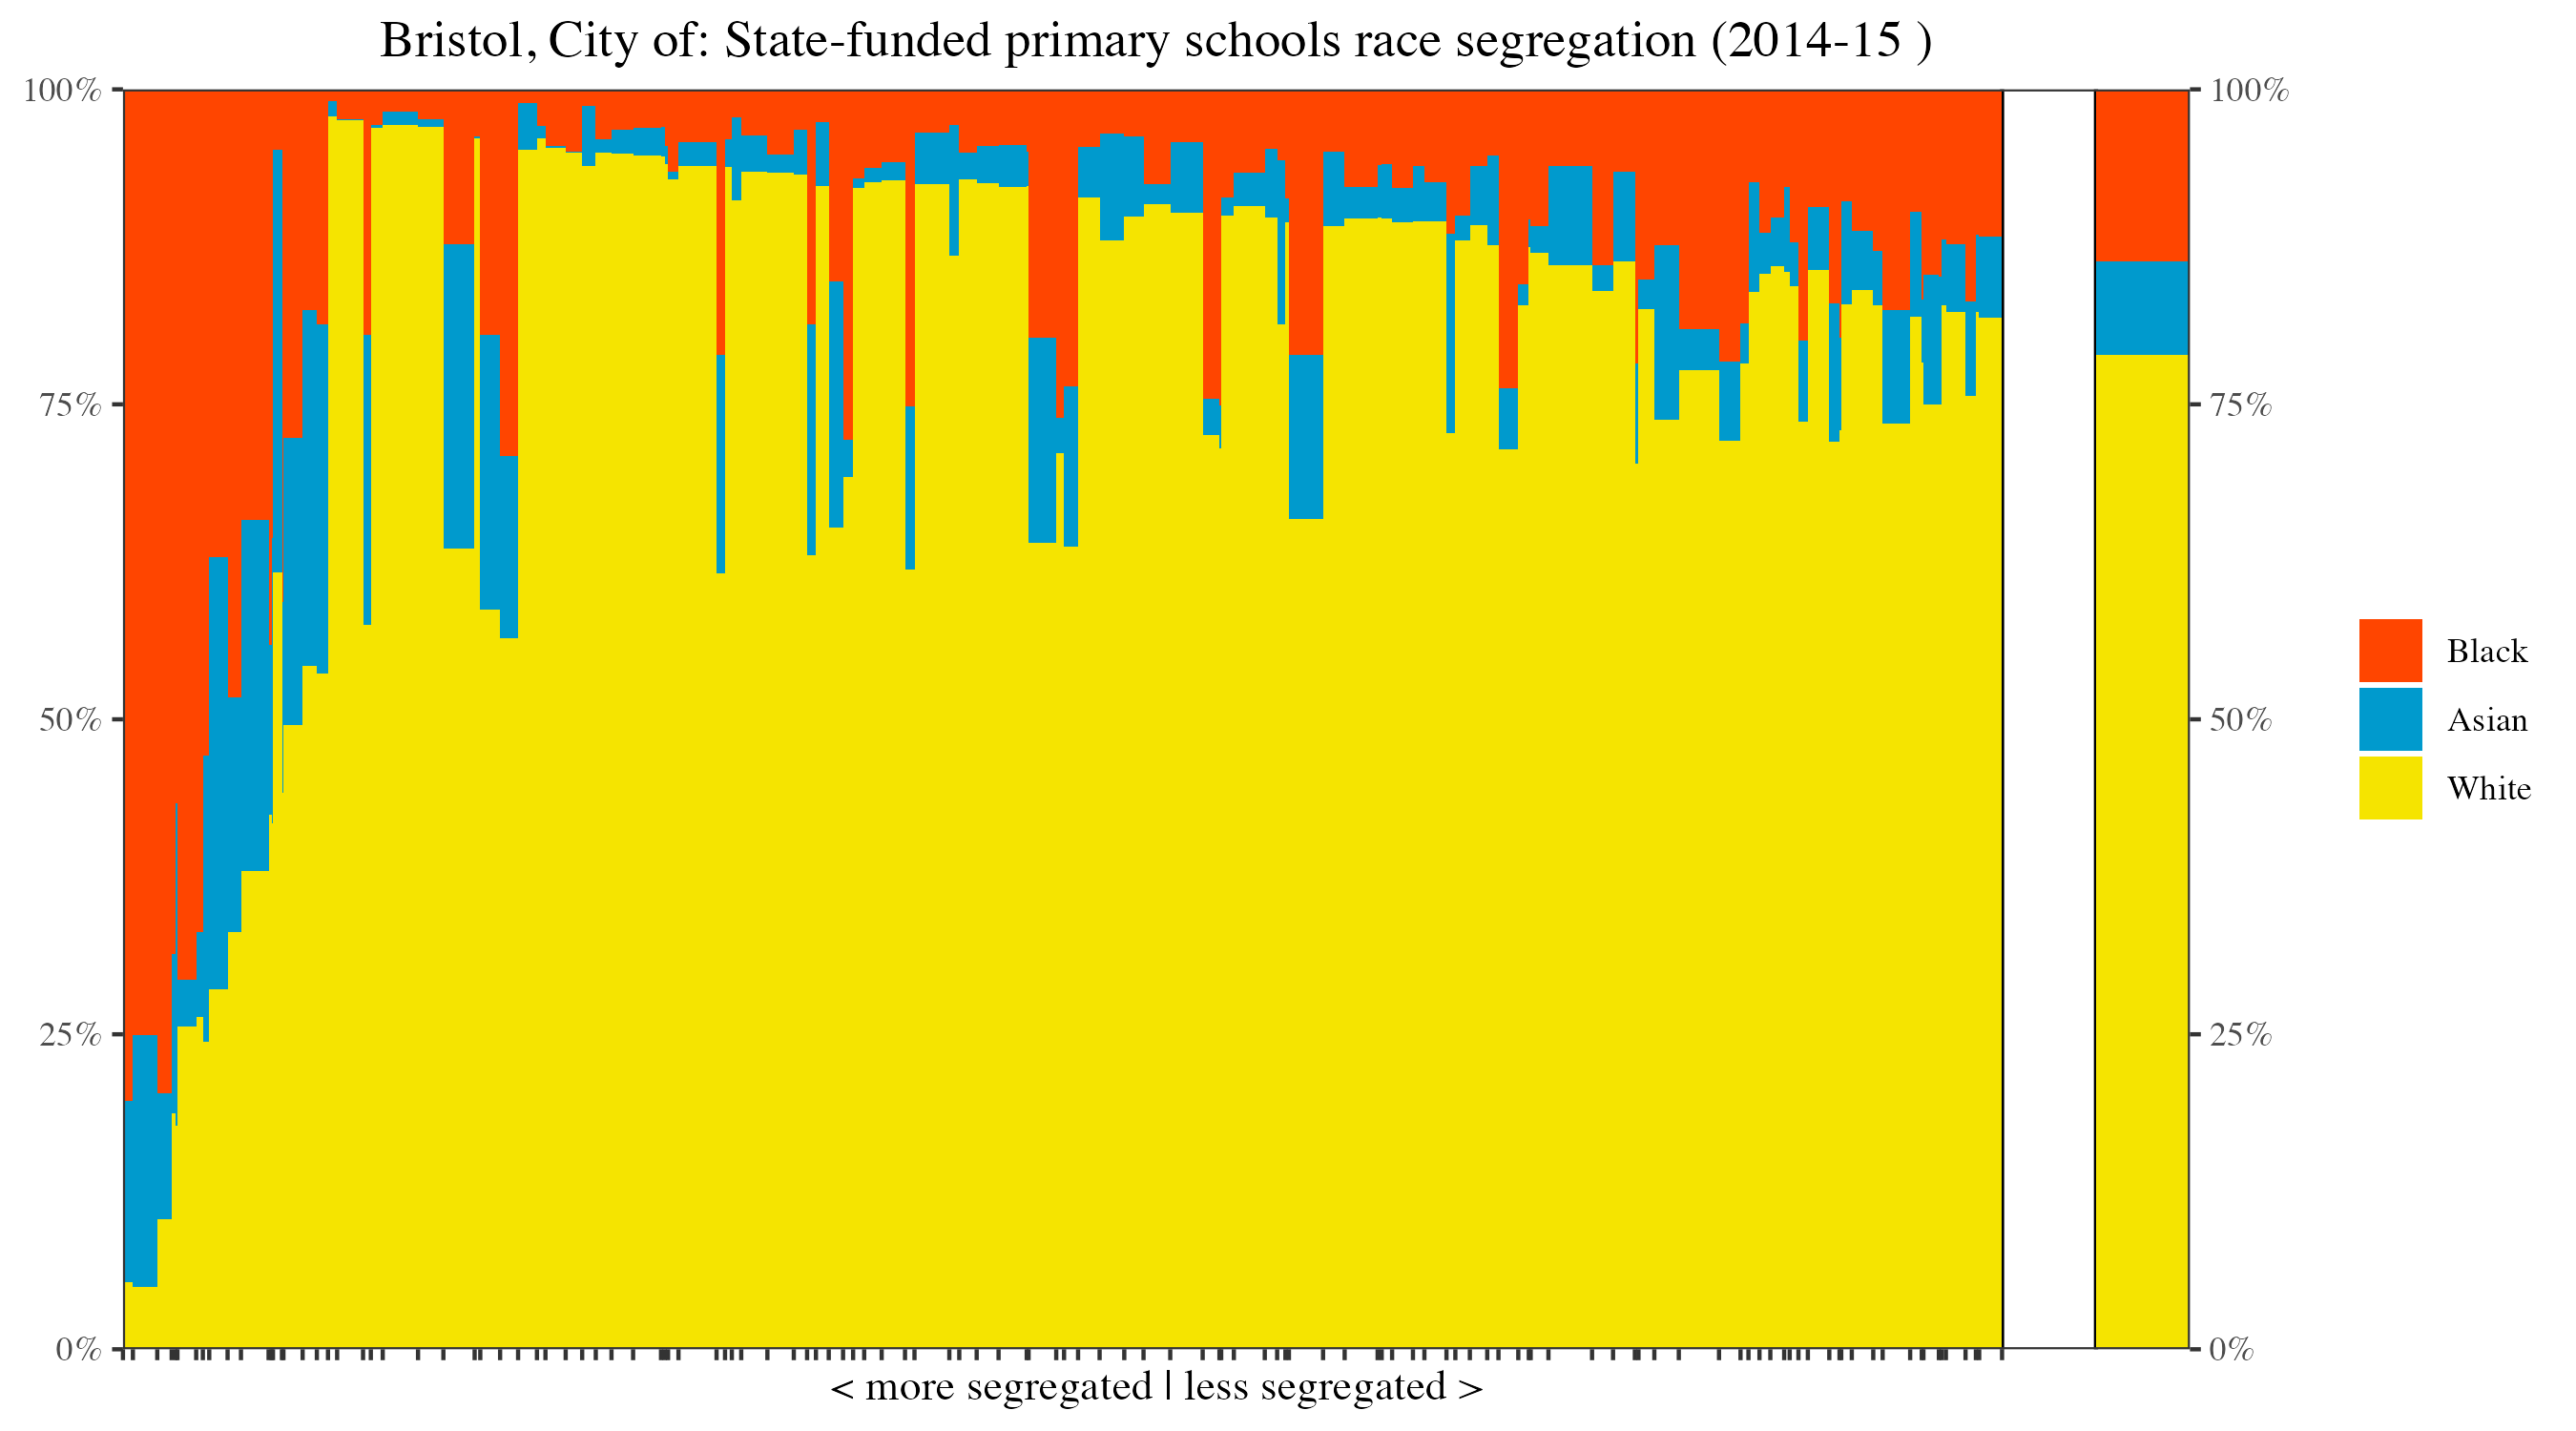 Bristol, City of: State-funded primary schools race segregation (2014-15 )
100%
75%
50%
25%
0%
100%
75%
50%
25%
0%
Black
Asian
White
< more segregated | less segregated >